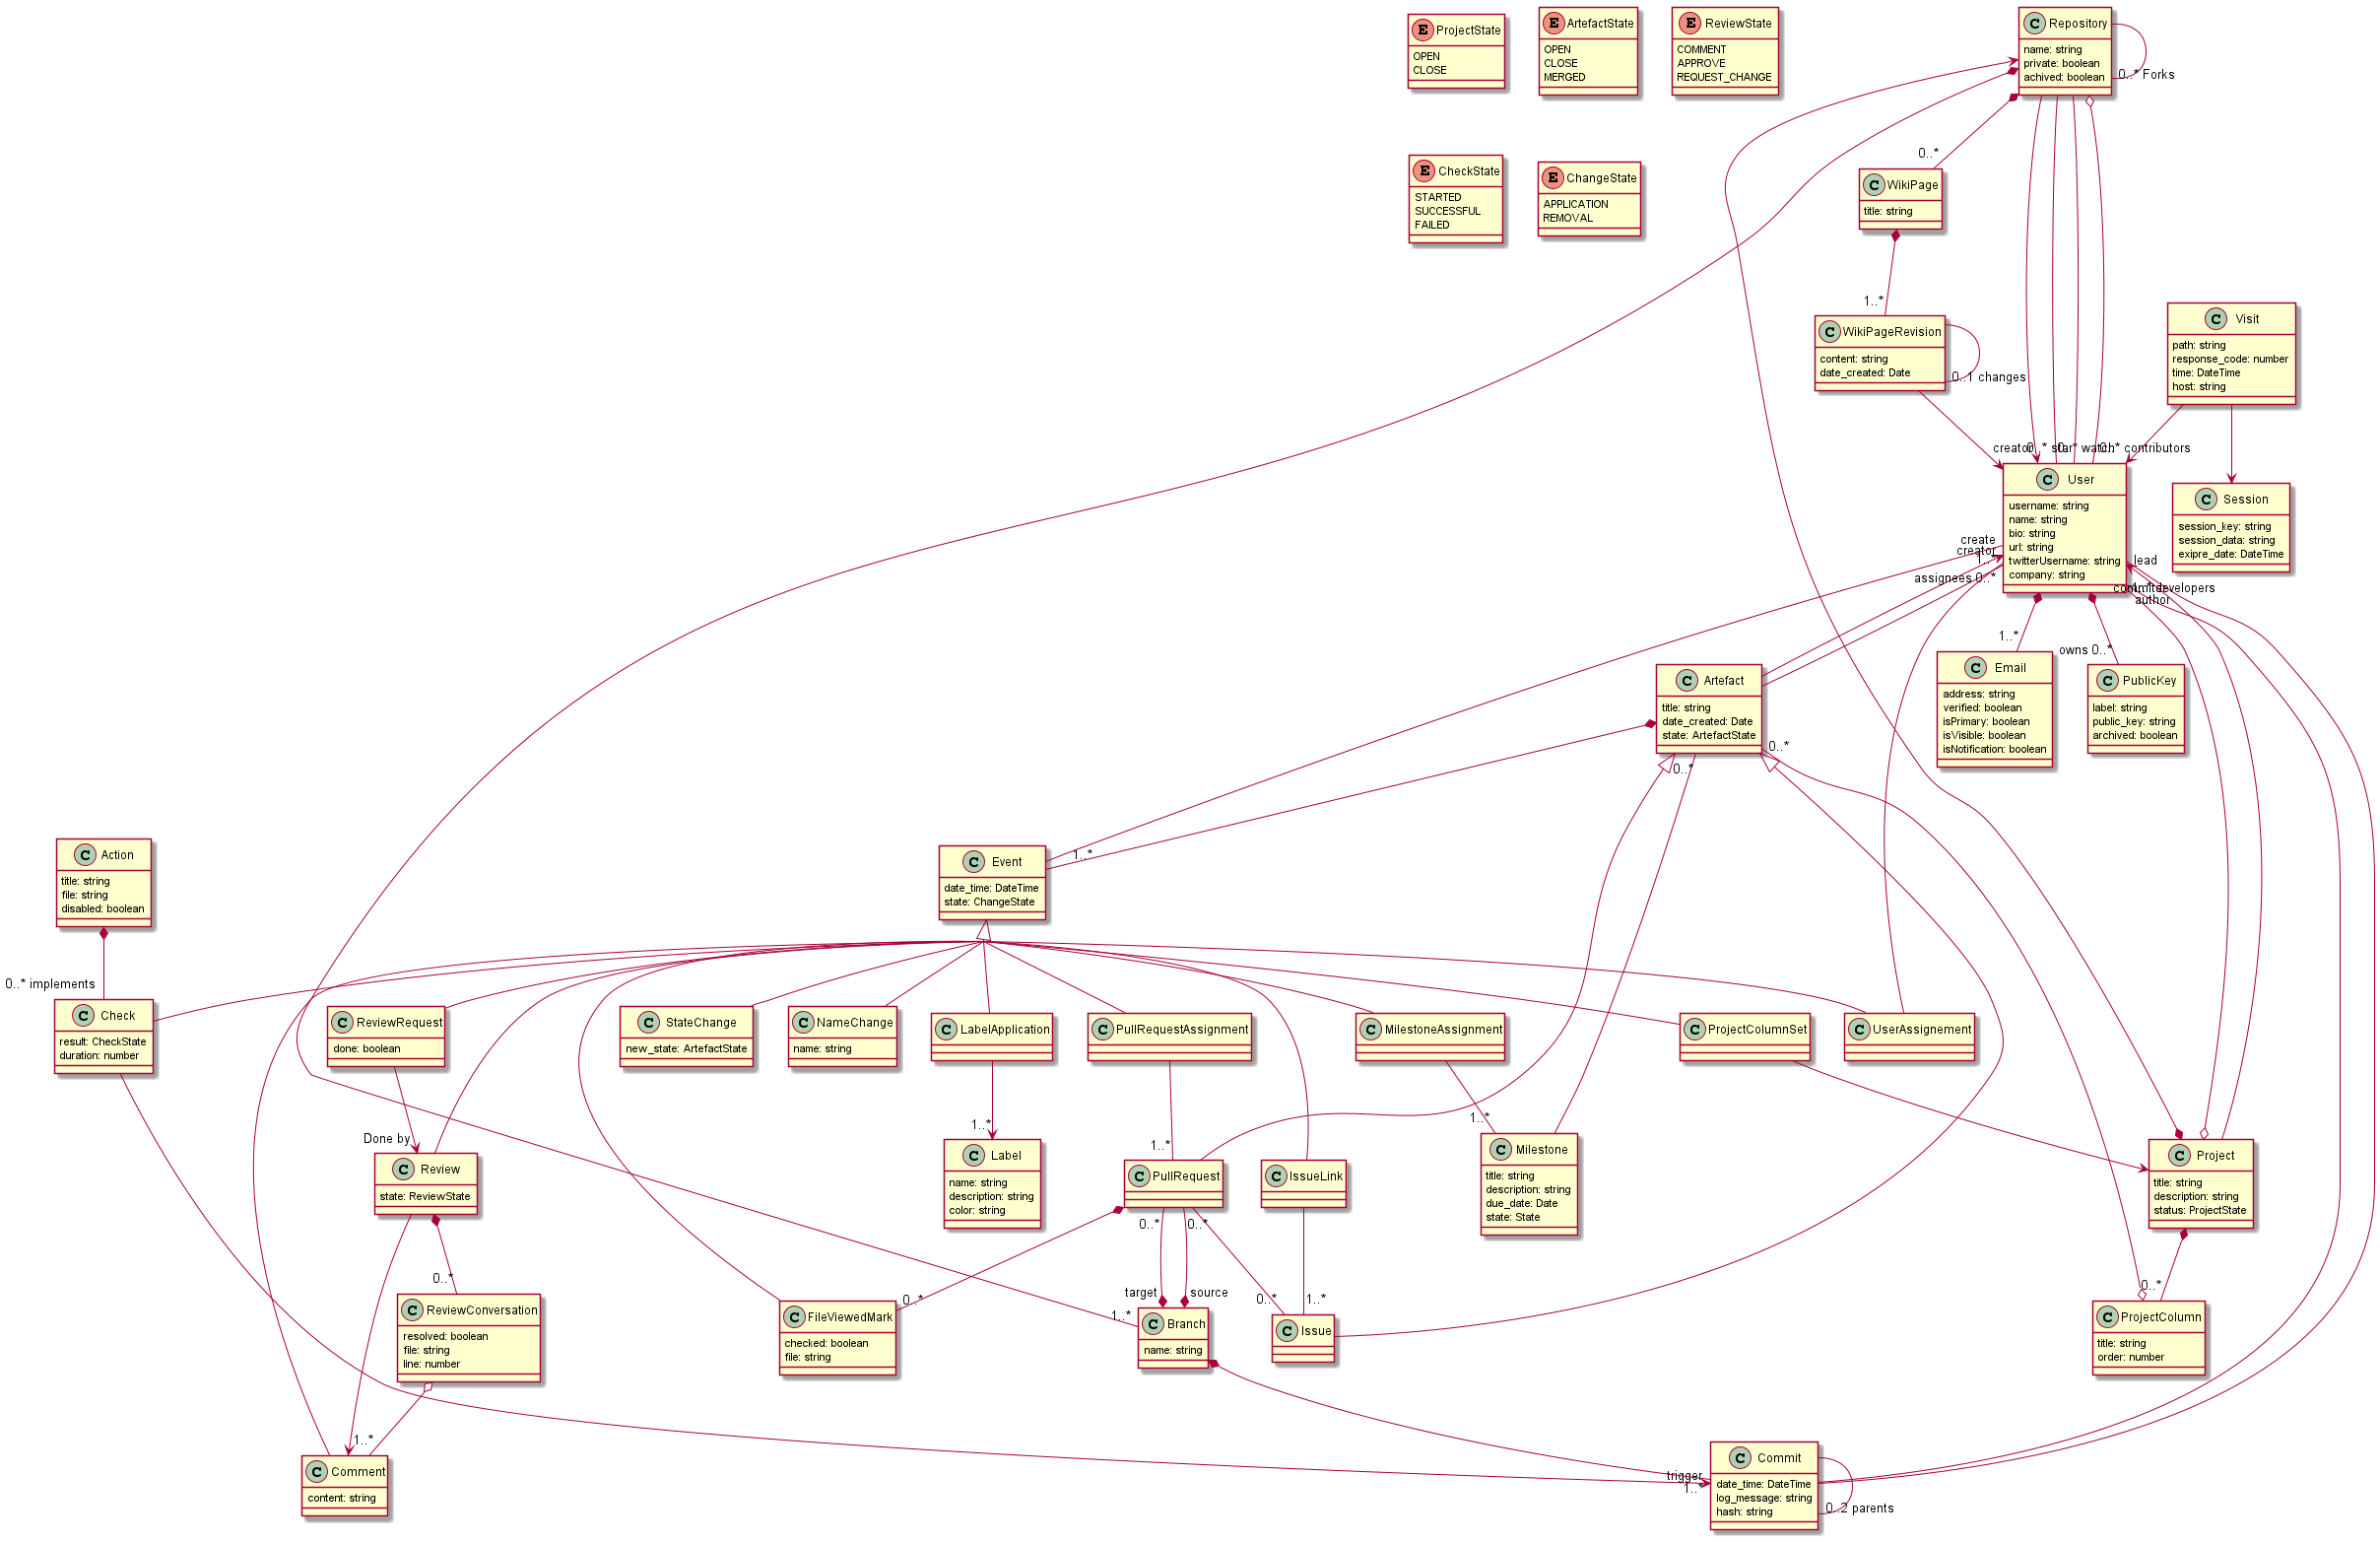 E ProjectState
OPEN
CLOSE
E ArtefactState
OPEN
CLOSE
MERGED
E ReviewState
COMMENT
APPROVE
REQUEST_CHANGE
C Repository
name: string
private: boolean
achived: boolean
0..* Forks
E CheckState
STARTED
SUCCESSFUL
FAILED
E ChangeState
APPLICATION
REMOVAL
0..*
C WikiPage
title: string
1..*
C WikiPageRevision
content: string
date_created: Date
0..1 changes
C Visit
path: string
response_code: number
time: DateTime
host: string
creator
0..* star
watch
0..* contributors
C User
username: string
name: string
bio: string
url: string
twitterUsername: string
company: string
C Session
session_key: string
session_data: string
exipre_date: DateTime
create
creator
1..*
assignees 0..*
lead
developers
author
1..*
owns 0..*
C Email
address: string
verified: boolean
isPrimary: boolean
isVisible: boolean
isNotification: boolean
C PublicKey
label: string
public_key: string
archived: boolean
C Artefact
title: string
date_created: Date
state: ArtefactState
0..*
0..*
C Action
title: string
file: string
disabled: boolean
C Event
date_time: DateTime
state: ChangeState
1..*
0..* implements
C Check
result: CheckState
duration: number
C ReviewRequest
done: boolean
C StateChange
new_state: ArtefactState
C NameChange
name: string
C LabelApplication
C PullRequestAssignment
C MilestoneAssignment
C ProjectColumnSet
C UserAssignement
Done by
1..*
1..*
1..*
C Review
state: ReviewState
C Label
name: string
description: string
color: string
C PullRequest
C IssueLink
C Milestone
title: string
description: string
due_date: Date
state: State
C Project
title: string
description: string
status: ProjectState
0..*
0..*
0..*
target
source
1..*
0..*
0..*
1..*
0..*
C ReviewConversation
resolved: boolean
file: string
line: number
C FileViewedMark
checked: boolean
file: string
C Branch
name: string
C Issue
C ProjectColumn
title: string
order: number
1..*
C Comment
content: string
trigger
1..*
C Commit
date_time: DateTime
log_message: string
hash: string
0..2 parents